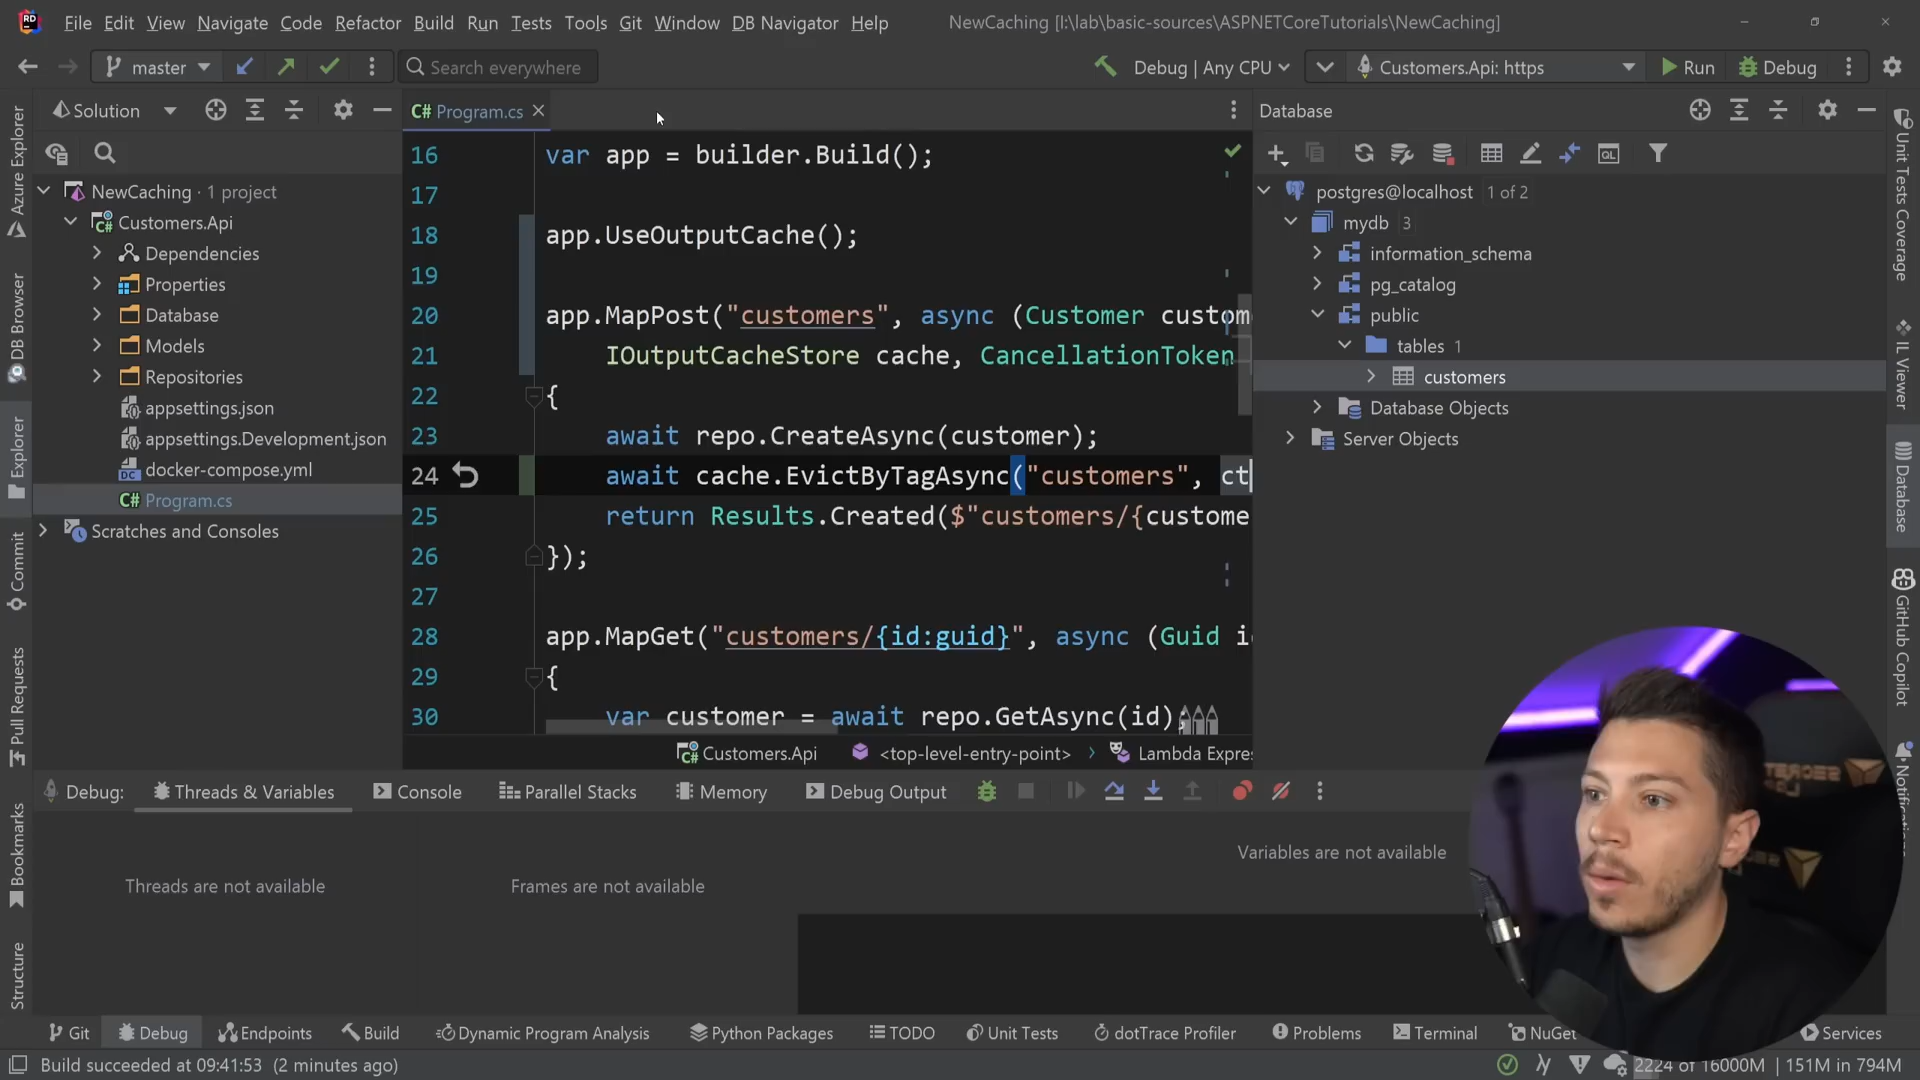 RD File Edit View Navigate Code Refactor Build Run Tests Tools Git Window DB Navigator Help NewCaching [I:\lab\basic-sources\ASPNETCoreTutorials\NewCaching]
master Search everywhere Debug | Any CPU Customers.Api: https Run Debug
Azure Explorer
DB Browser
Explorer
Commit
Pull Requests
Bookmarks
Structure
Solution
NewCaching · 1 project
Customers.Api
Dependencies
Properties
Database
Models
Repositories
appsettings.json
appsettings.Development.json
docker-compose.yml
C# Program.cs
Scratches and Consoles
C# Program.cs
16 var app = builder.Build();
17
18 app.UseOutputCache();
19
20 app.MapPost("customers", async (Customer custom
21 IOutputCacheStore cache, CancellationToken
22 {
23 await repo.CreateAsync(customer);
24 await cache.EvictByTagAsync("customers", ct
25 return Results.Created($"customers/{custome
26 });
27
28 app.MapGet("customers/{id:guid}", async (Guid i
29 {
30 var customer = await repo.GetAsync(id);
Customers.Api <top-level-entry-point> Lambda Expres
Database
postgres@localhost 1 of 2
mydb 3
information_schema
pg_catalog
public
tables 1
customers
Database Objects
Server Objects
Unit Tests Coverage
IL Viewer
Database
GitHub Copilot
Notifications
Debug: Threads & Variables Console Parallel Stacks Memory Debug Output
Threads are not available
Frames are not available
Variables are not available
Git Debug Endpoints Build Dynamic Program Analysis Python Packages TODO Unit Tests dotTrace Profiler Problems Terminal NuGet Services
Build succeeded at 09:41:53 (2 minutes ago)
2224 of 16000M 151M in 794M